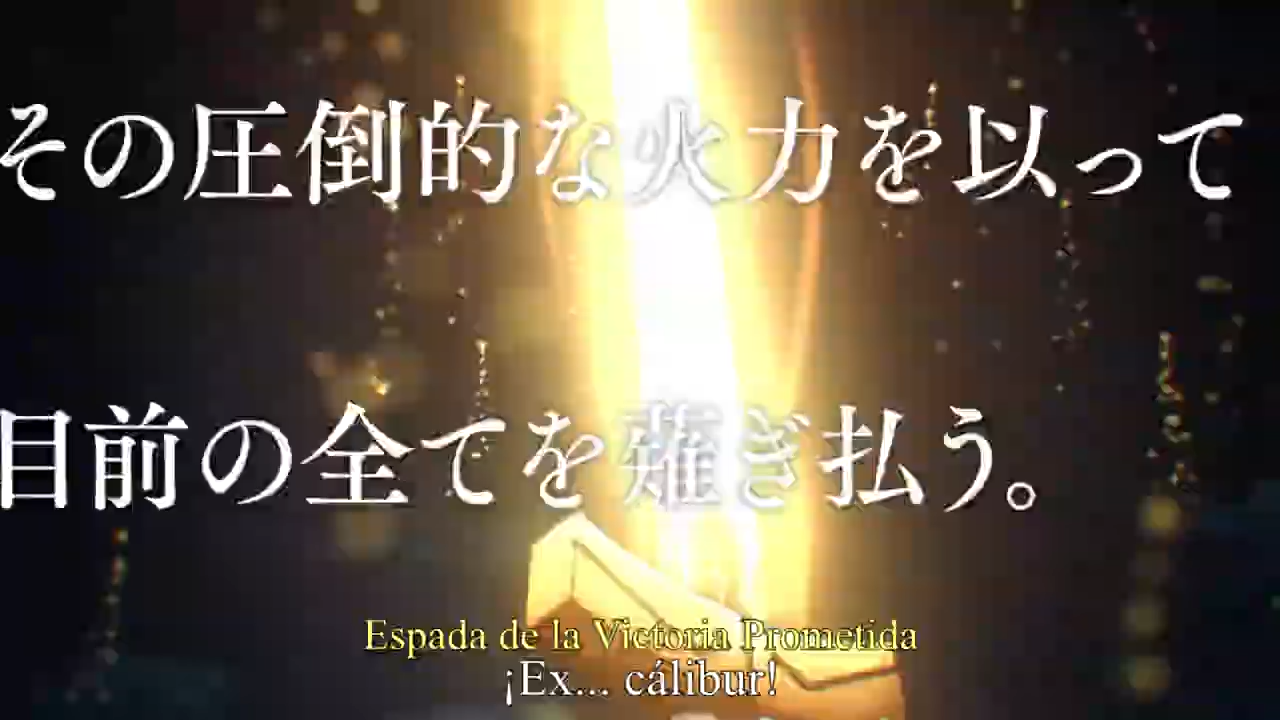 その圧倒的な火力を以って
目前の全てを薙ぎ払う。
Espada de la Victoria Prometida
¡Ex... cálibur!